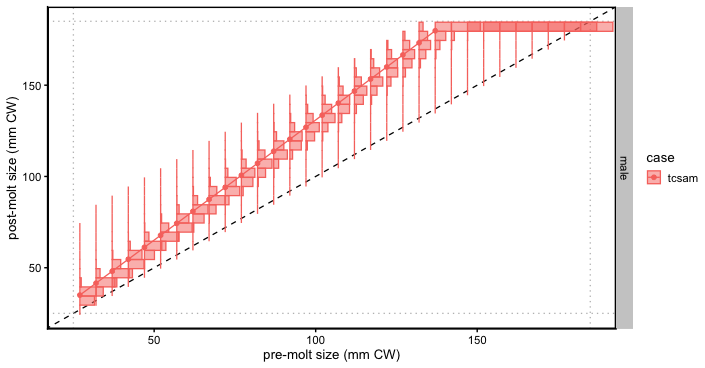 150
100
50
post-molt size (mm CW)
50
100
150
pre-molt size (mm CW)
male
case
tcsam